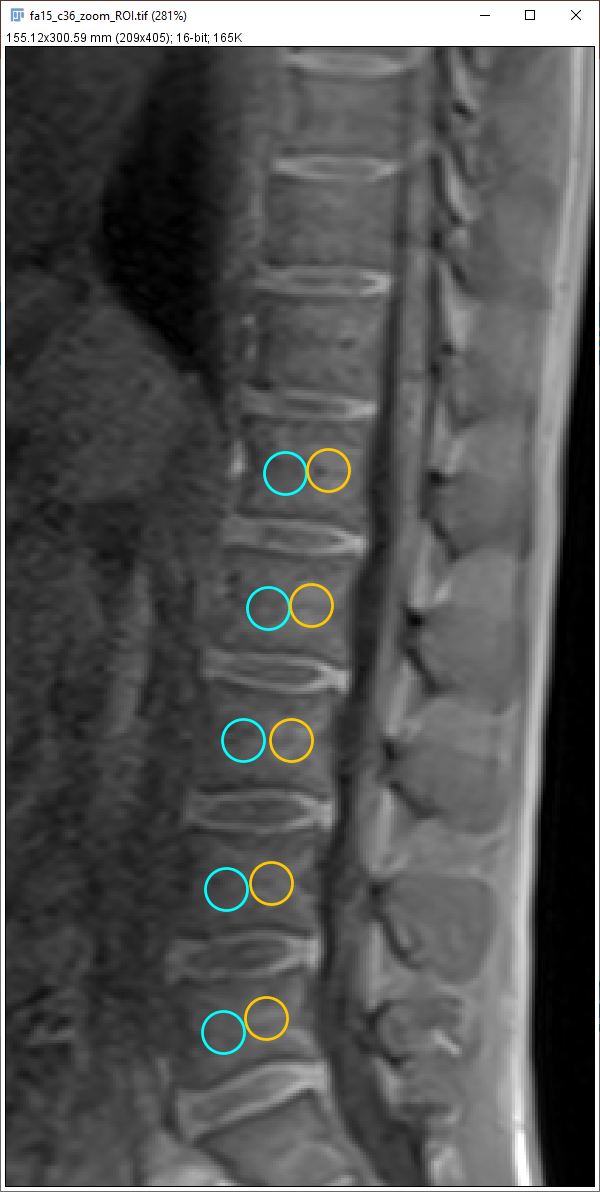 fa15_c36_zoom_ROI.tif (281%)
155.12x300.59 mm (209x405); 16-bit; 165K